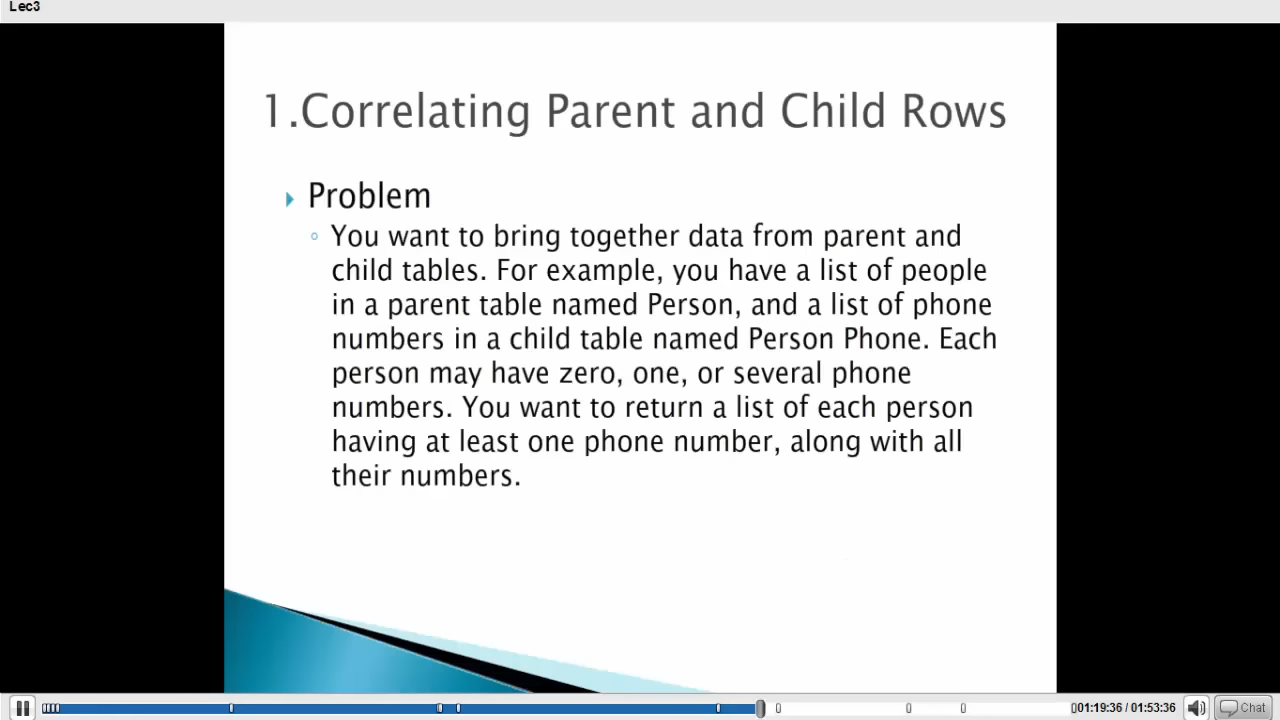 Lec3
1.Correlating Parent and Child Rows
Problem
You want to bring together data from parent and
child tables. For example, you have a list of people
in a parent table named Person, and a list of phone
numbers in a child table named Person Phone. Each
person may have zero, one, or several phone
numbers. You want to return a list of each person
having at least one phone number, along with all
their numbers.
01:19:36 / 01:53:36
Chat